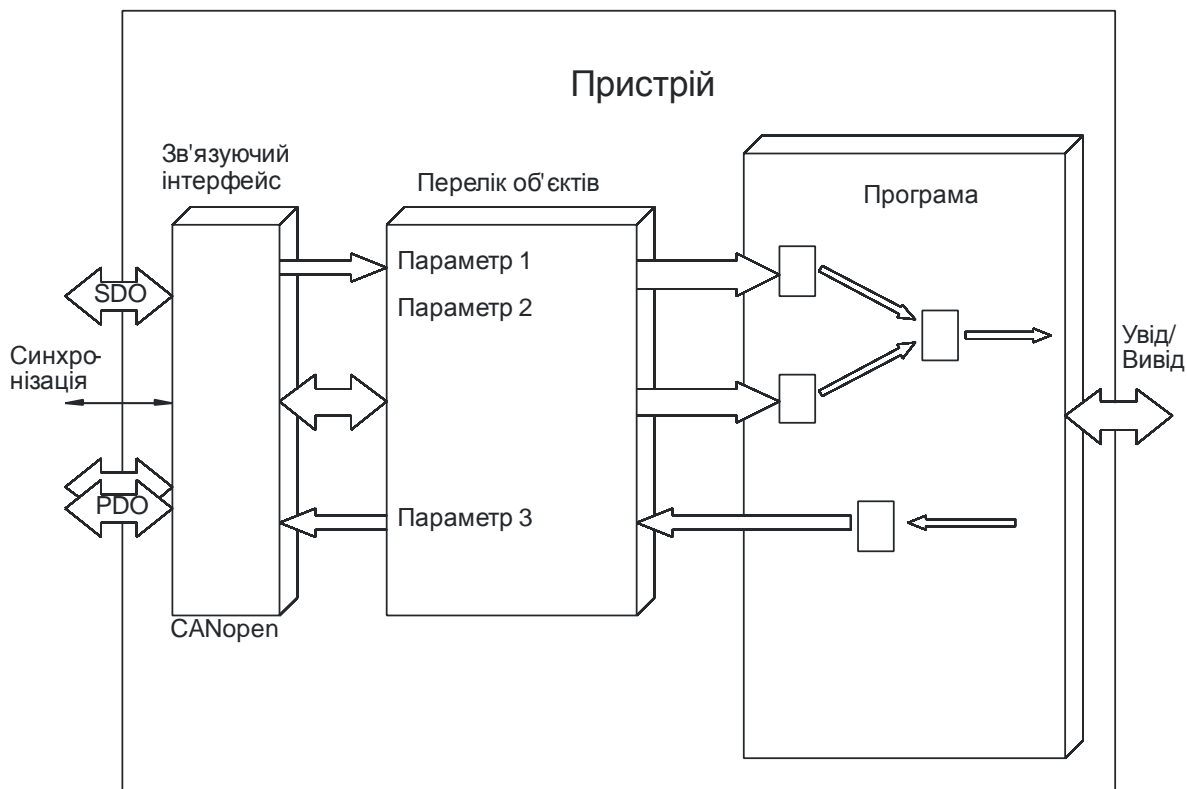 Пристрій
Зв'язуючий
інтерфейс
Перелік об'єктів
Програма
Параметр 1
SDO
Параметр 2
Синхро-
нізація
Увід/
Вивід
PDO
Параметр 3
CANopen